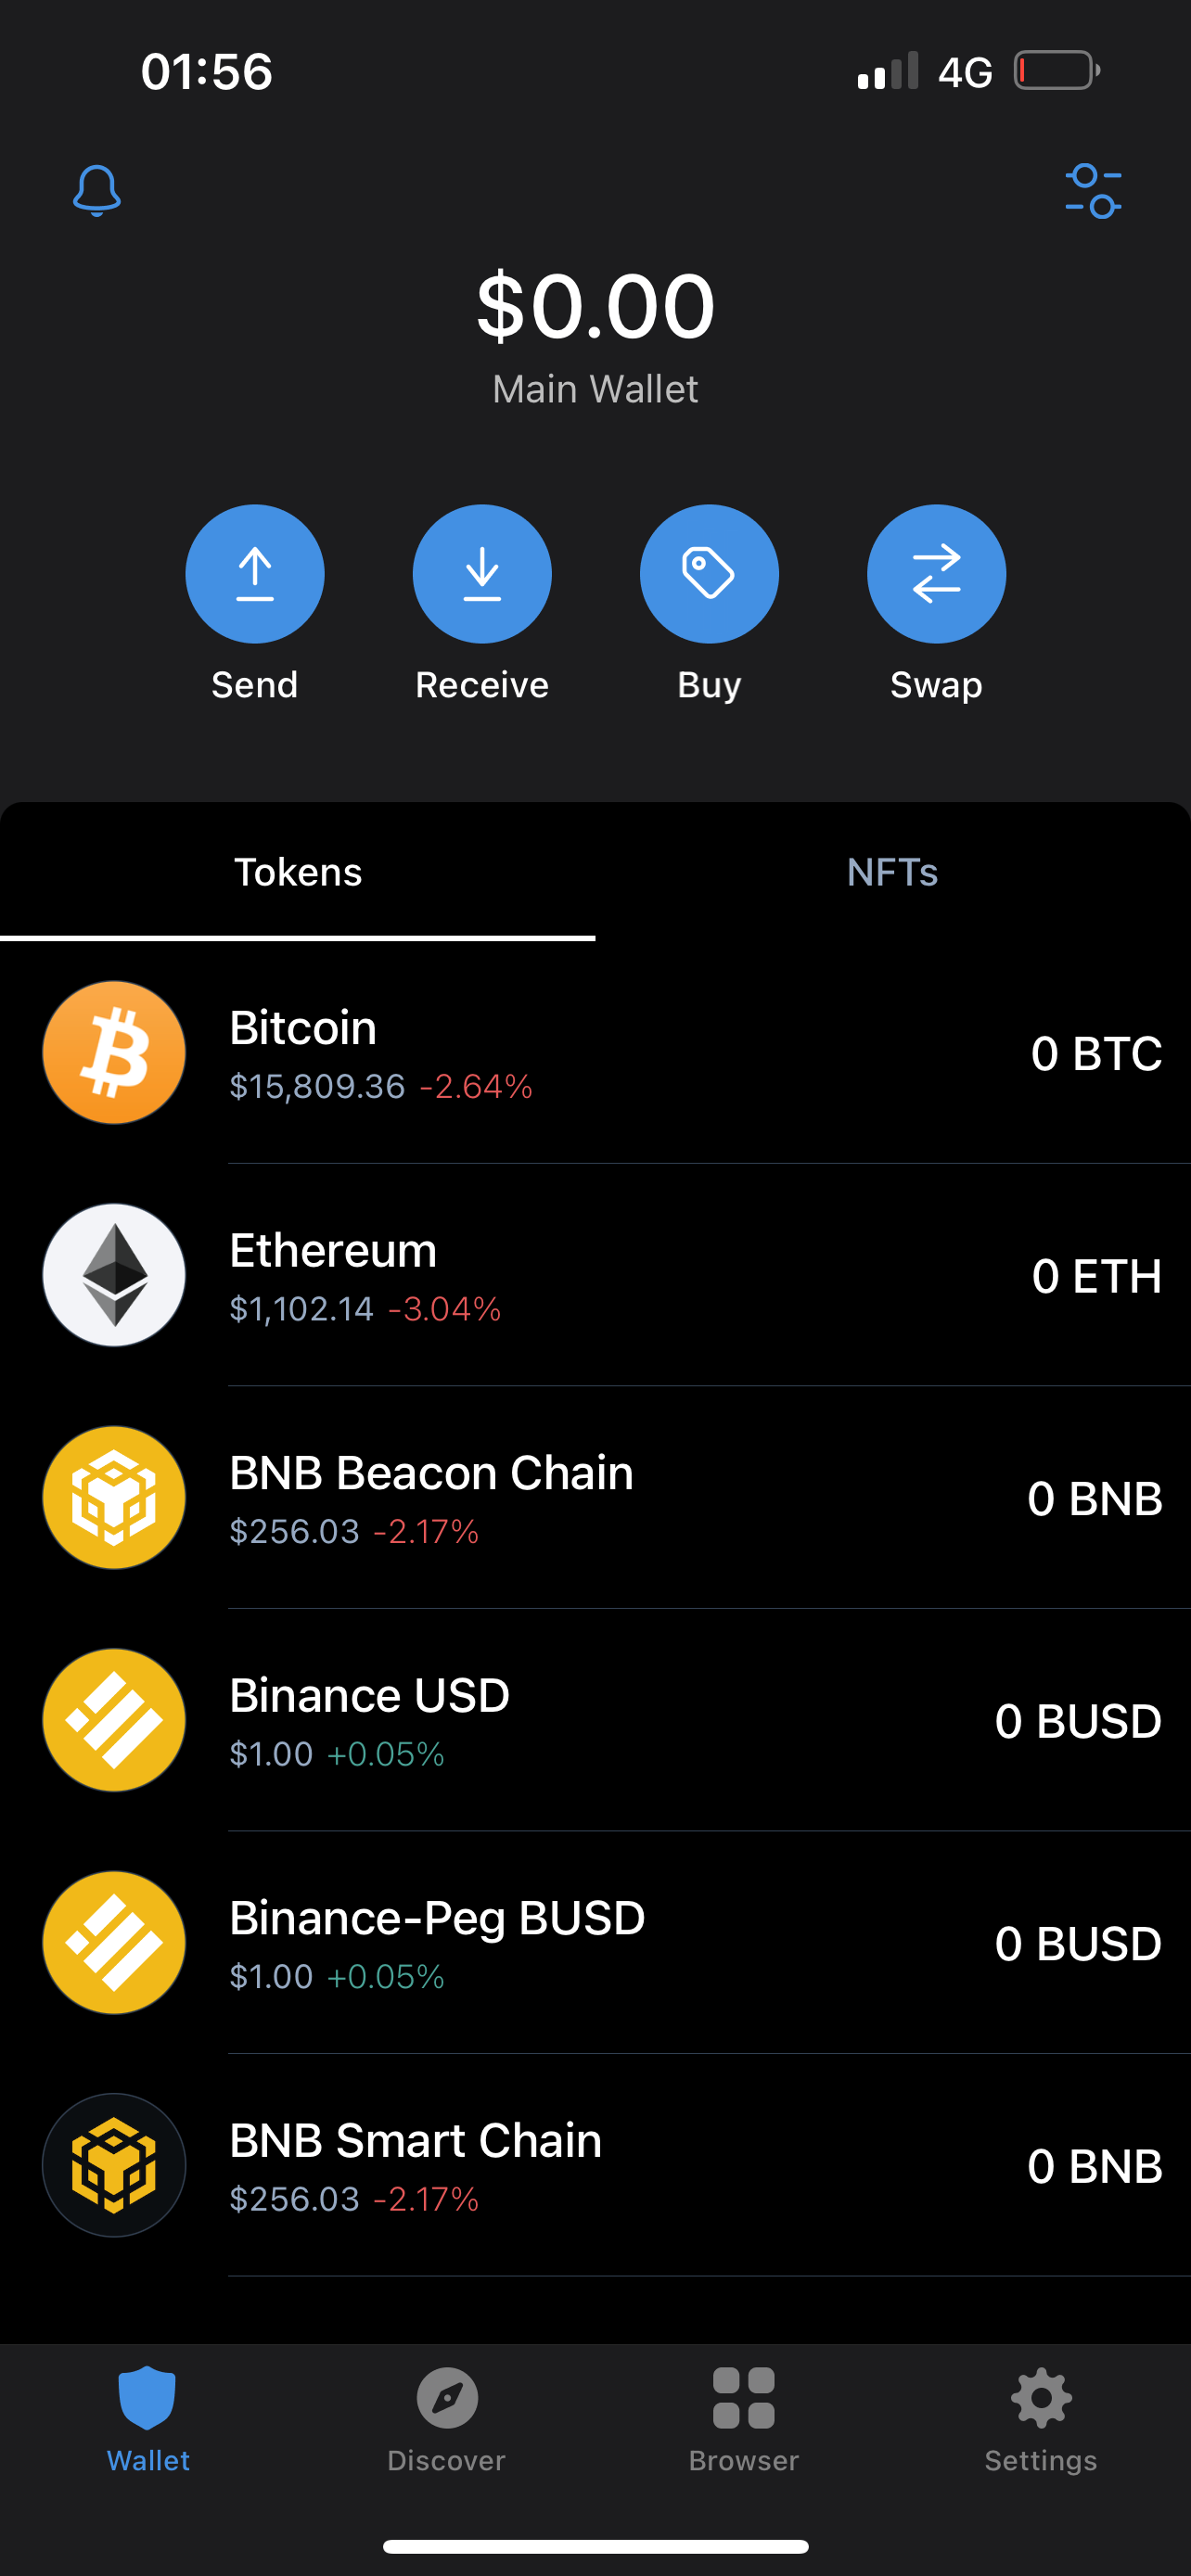 01:56
4G
$0.00
Main Wallet
Send Receive Buy Swap
Tokens NFTs
Bitcoin
$15,809.36 -2.64%
0 BTC
Ethereum
$1,102.14 -3.04%
0 ETH
BNB Beacon Chain
$256.03 -2.17%
0 BNB
Binance USD
$1.00 +0.05%
0 BUSD
Binance-Peg BUSD
$1.00 +0.05%
0 BUSD
BNB Smart Chain
$256.03 -2.17%
0 BNB
Wallet Discover Browser Settings